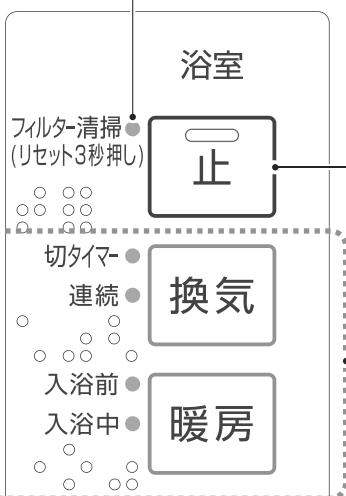 浴室
フィルター清掃
(リセット3秒押し)
止
切タイマー
連続
換気
入浴前
入浴中
暖房